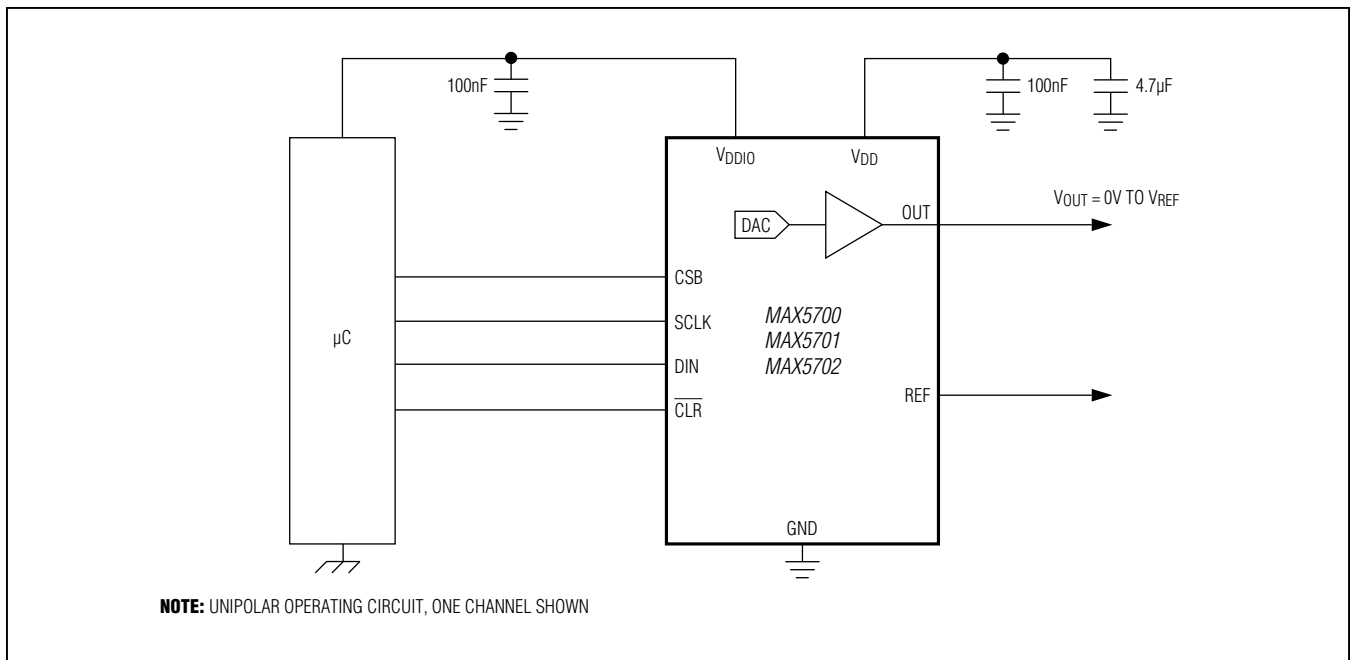 100nF
100nF
4.7µF
VDDIO
VDD
VOUT = 0V TO VREF
DAC
OUT
CSB
µC
SCLK
MAX5700
MAX5701
DIN
MAX5702
REF
CLR
GND
NOTE: UNIPOLAR OPERATING CIRCUIT, ONE CHANNEL SHOWN